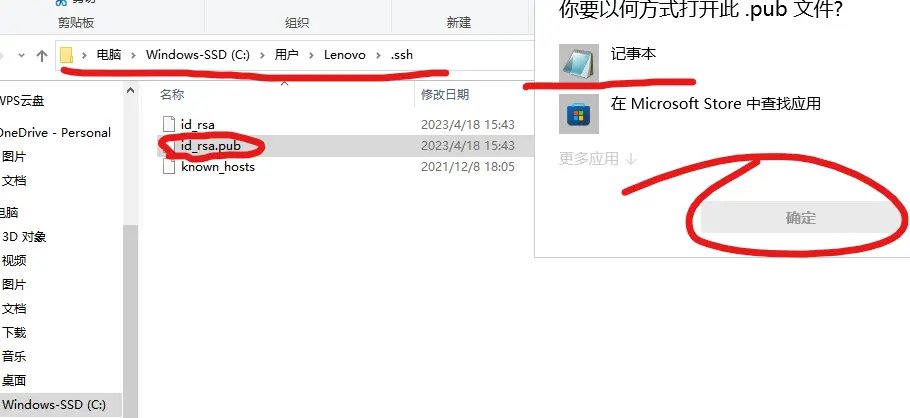 剪切
剪贴板
组织
新建
电脑 > Windows-SSD (C:) > 用户 > Lenovo > .ssh
名称
修改日期
WPS云盘
OneDrive - Personal
图片
文档
电脑
3D 对象
视频
图片
文档
下载
音乐
桌面
Windows-SSD (C:)
id_rsa
2023/4/18 15:43
id_rsa.pub
2023/4/18 15:43
known_hosts
2021/12/8 18:05
你要以何方式打开此 .pub 文件?
记事本
在 Microsoft Store 中查找应用
更多应用 ↓
确定